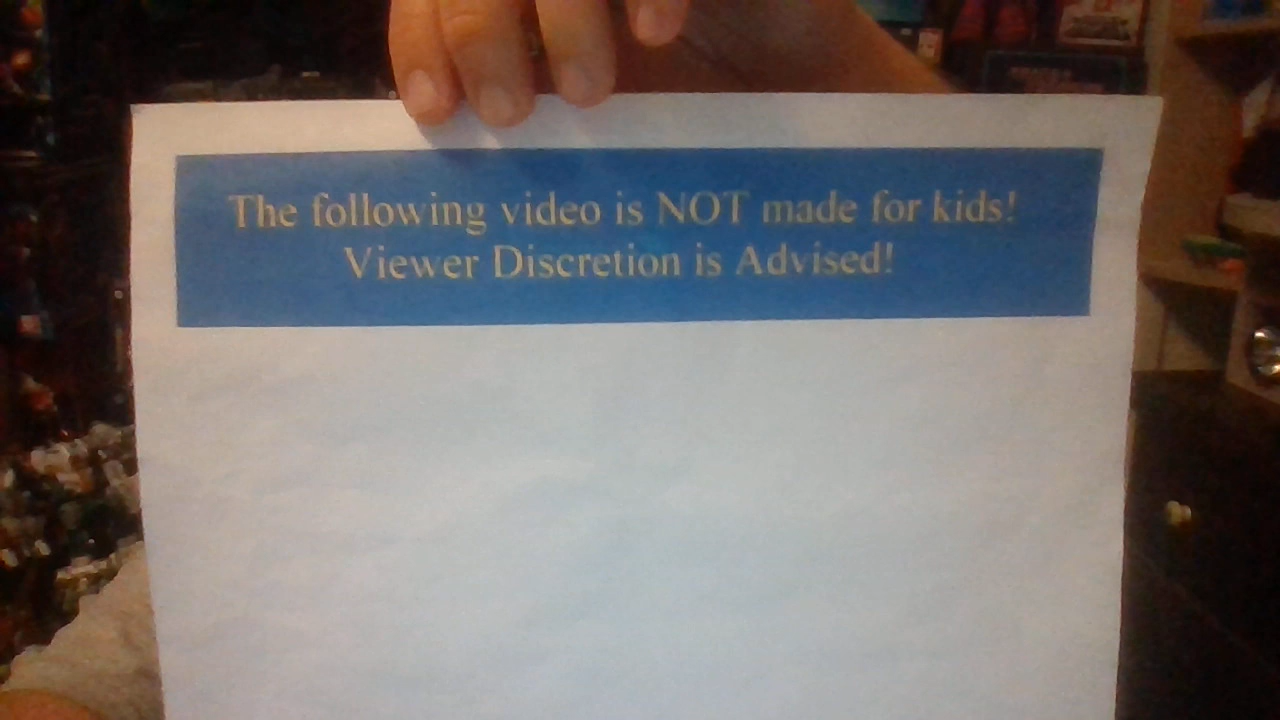 The following video is NOT made for kids!
Viewer Discretion is Advised!